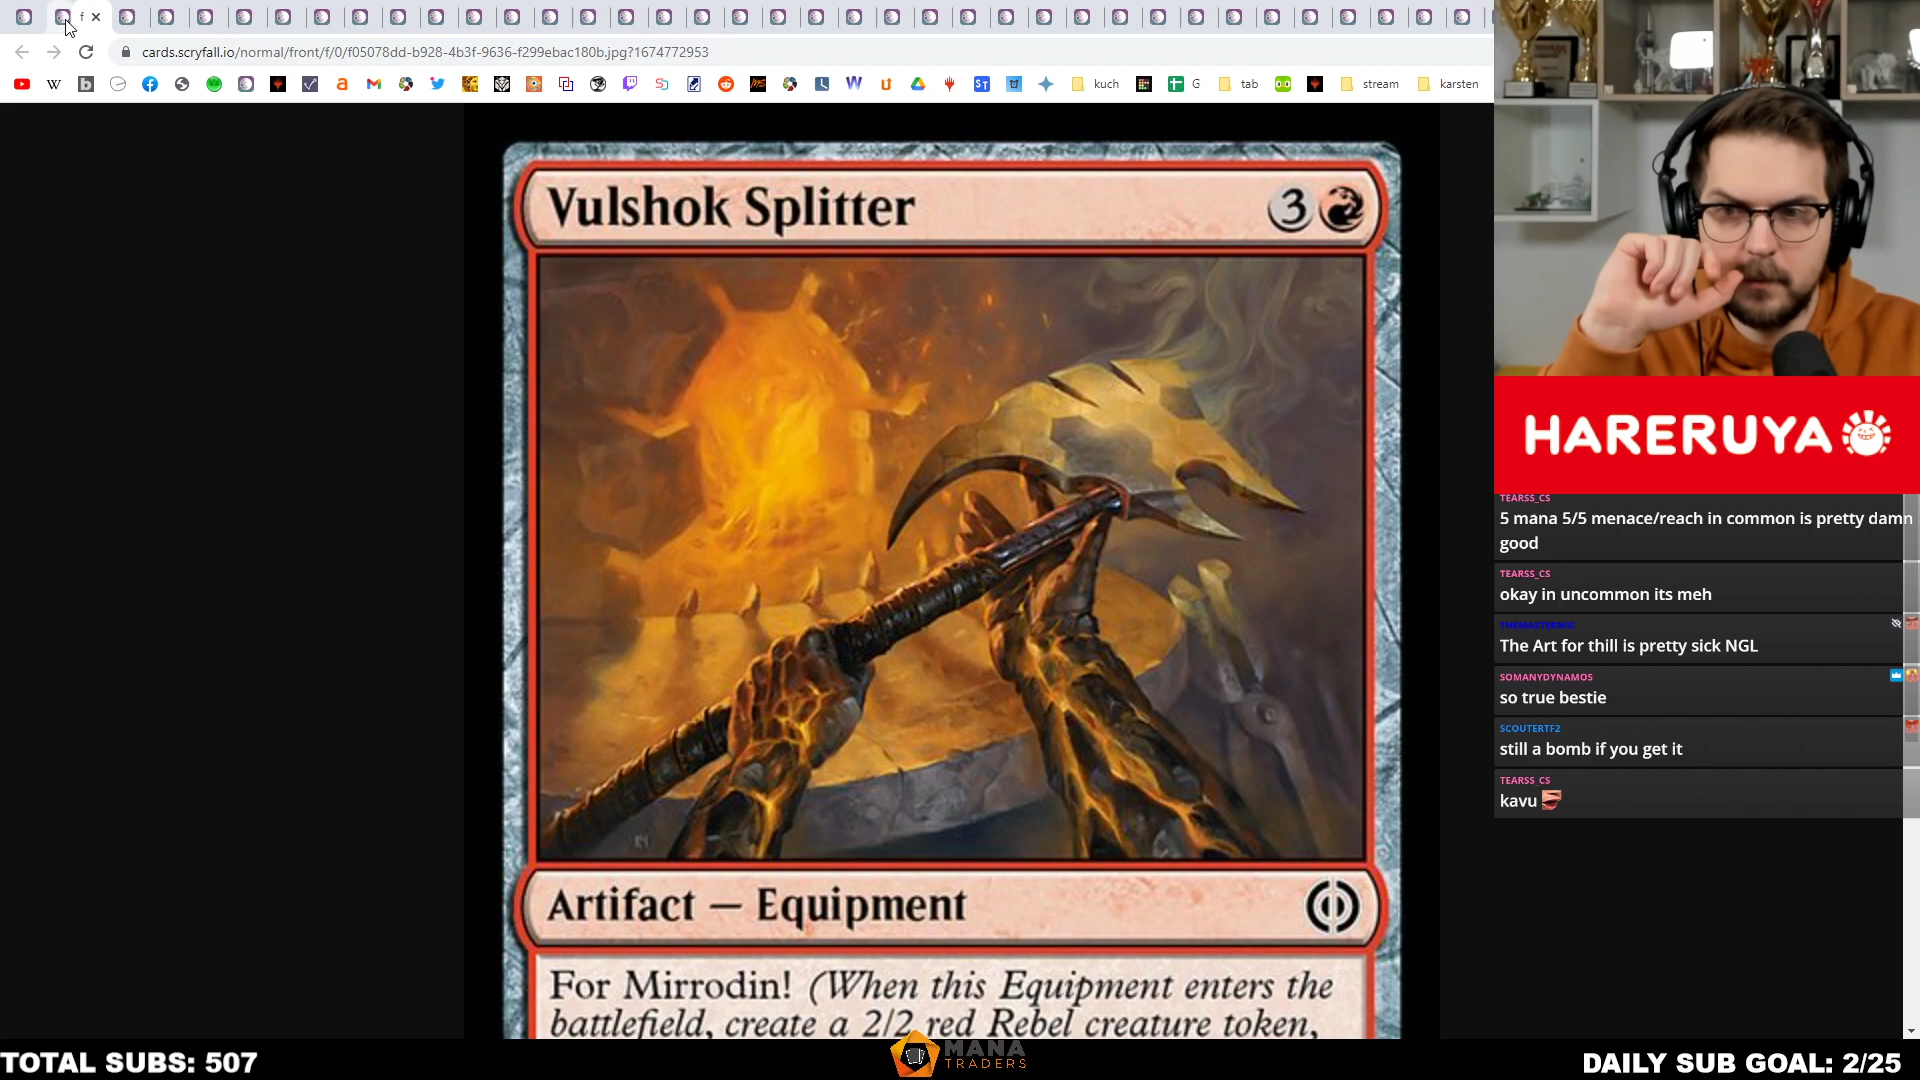 cards.scryfall.io/normal/front/f/0/f05078dd-b928-4b3f-9636-f299ebac180b.jpg?1674772953
kuch
G
tab
stream
karsten
Vulshok Splitter
3
Artifact — Equipment
For Mirrodin! (When this Equipment enters the
battlefield, create a 2/2 red Rebel creature token,
HARERUYA
TEARSS_CS
5 mana 5/5 menace/reach in common is pretty damn
good
TEARSS_CS
okay in uncommon its meh
THEMASTERMIC
The Art for thill is pretty sick NGL
SOMANYDYNAMOS
so true bestie
SCOUTERTF2
still a bomb if you get it
TEARSS_CS
kavu
TOTAL SUBS: 507
MANA
TRADERS
DAILY SUB GOAL: 2/25